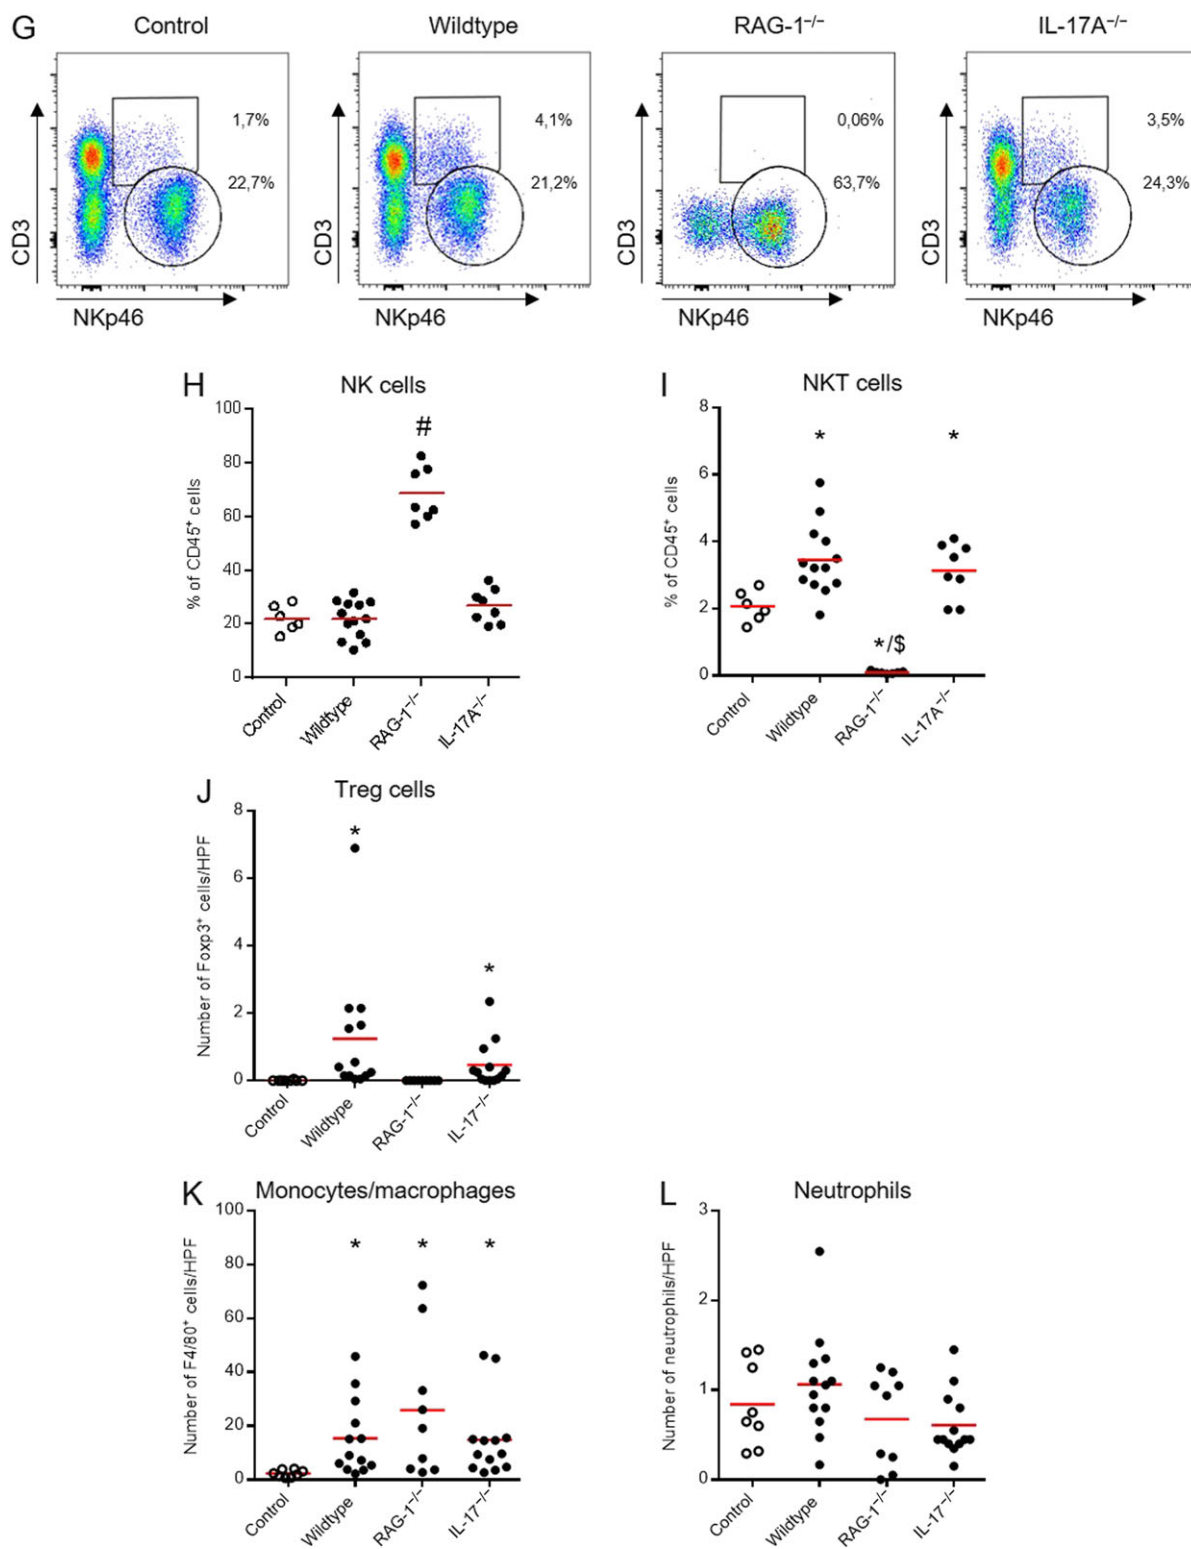 G Control Wildtype RAG-1⁻/⁻ IL-17A⁻/⁻
1,7% 4,1% 0,06% 3,5%
22,7% 21,2% 63,7% 24,3%
CD3 CD3 CD3 CD3
NKp46 NKp46 NKp46 NKp46
H NK cells
% of CD45⁺ cells
100
80
60
40
20
0
#
Control Wildtype RAG-1⁻/⁻ IL-17A⁻/⁻
I NKT cells
% of CD45⁺ cells
8
6
4
2
0
* */$ *
Control Wildtype RAG-1⁻/⁻ IL-17A⁻/⁻
J Treg cells
Number of Foxp3⁺ cells/HPF
8
6
4
2
0
* *
Control Wildtype RAG-1⁻/⁻ IL-17⁻/⁻
K Monocytes/macrophages
Number of F4/80⁺ cells/HPF
100
80
60
40
20
0
* * *
Control Wildtype RAG-1⁻/⁻ IL-17⁻/⁻
L Neutrophils
Number of neutrophils/HPF
3
2
1
0
Control Wildtype RAG-1⁻/⁻ IL-17⁻/⁻